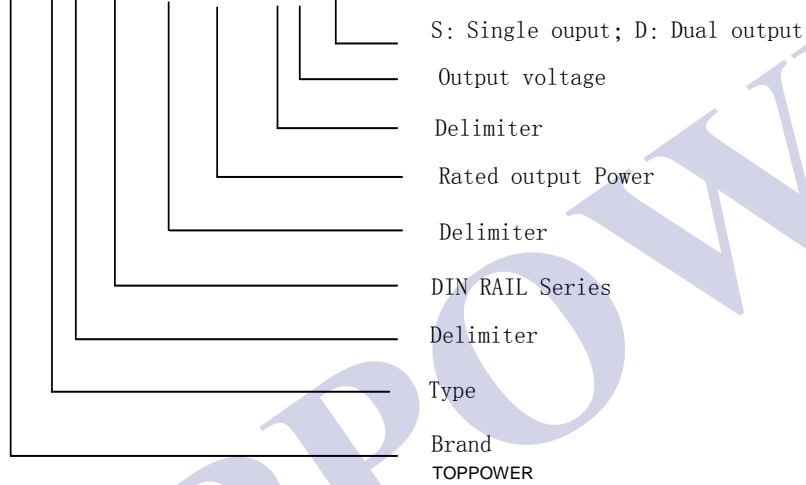 S: Single ouput; D: Dual output
Output voltage
Delimiter
Rated output Power
Delimiter
DIN RAIL Series
Delimiter
Type
Brand
TOPPOWER